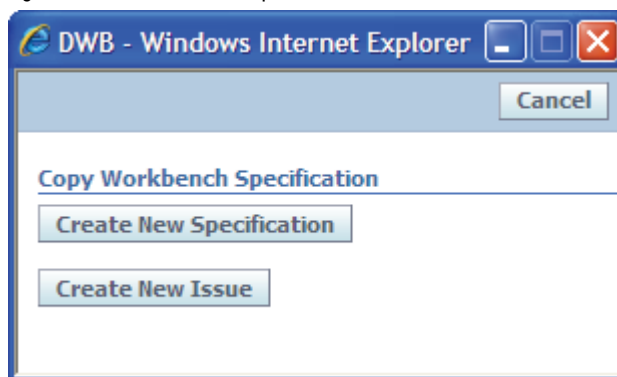 DWB - Windows Internet Explorer
Cancel
Copy Workbench Specification
Create New Specification
Create New Issue